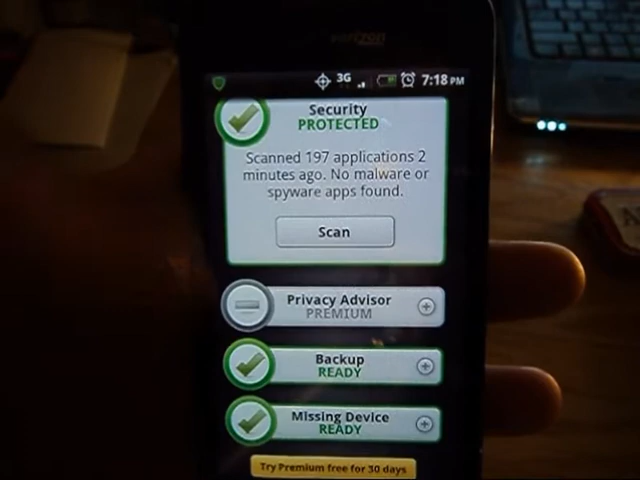 verizon
3G
7:18 PM
Security
PROTECTED
Scanned 197 applications 2
minutes ago. No malware or
spyware apps found.
Scan
Privacy Advisor
PREMIUM
Backup
READY
Missing Device
READY
Try Premium free for 30 days